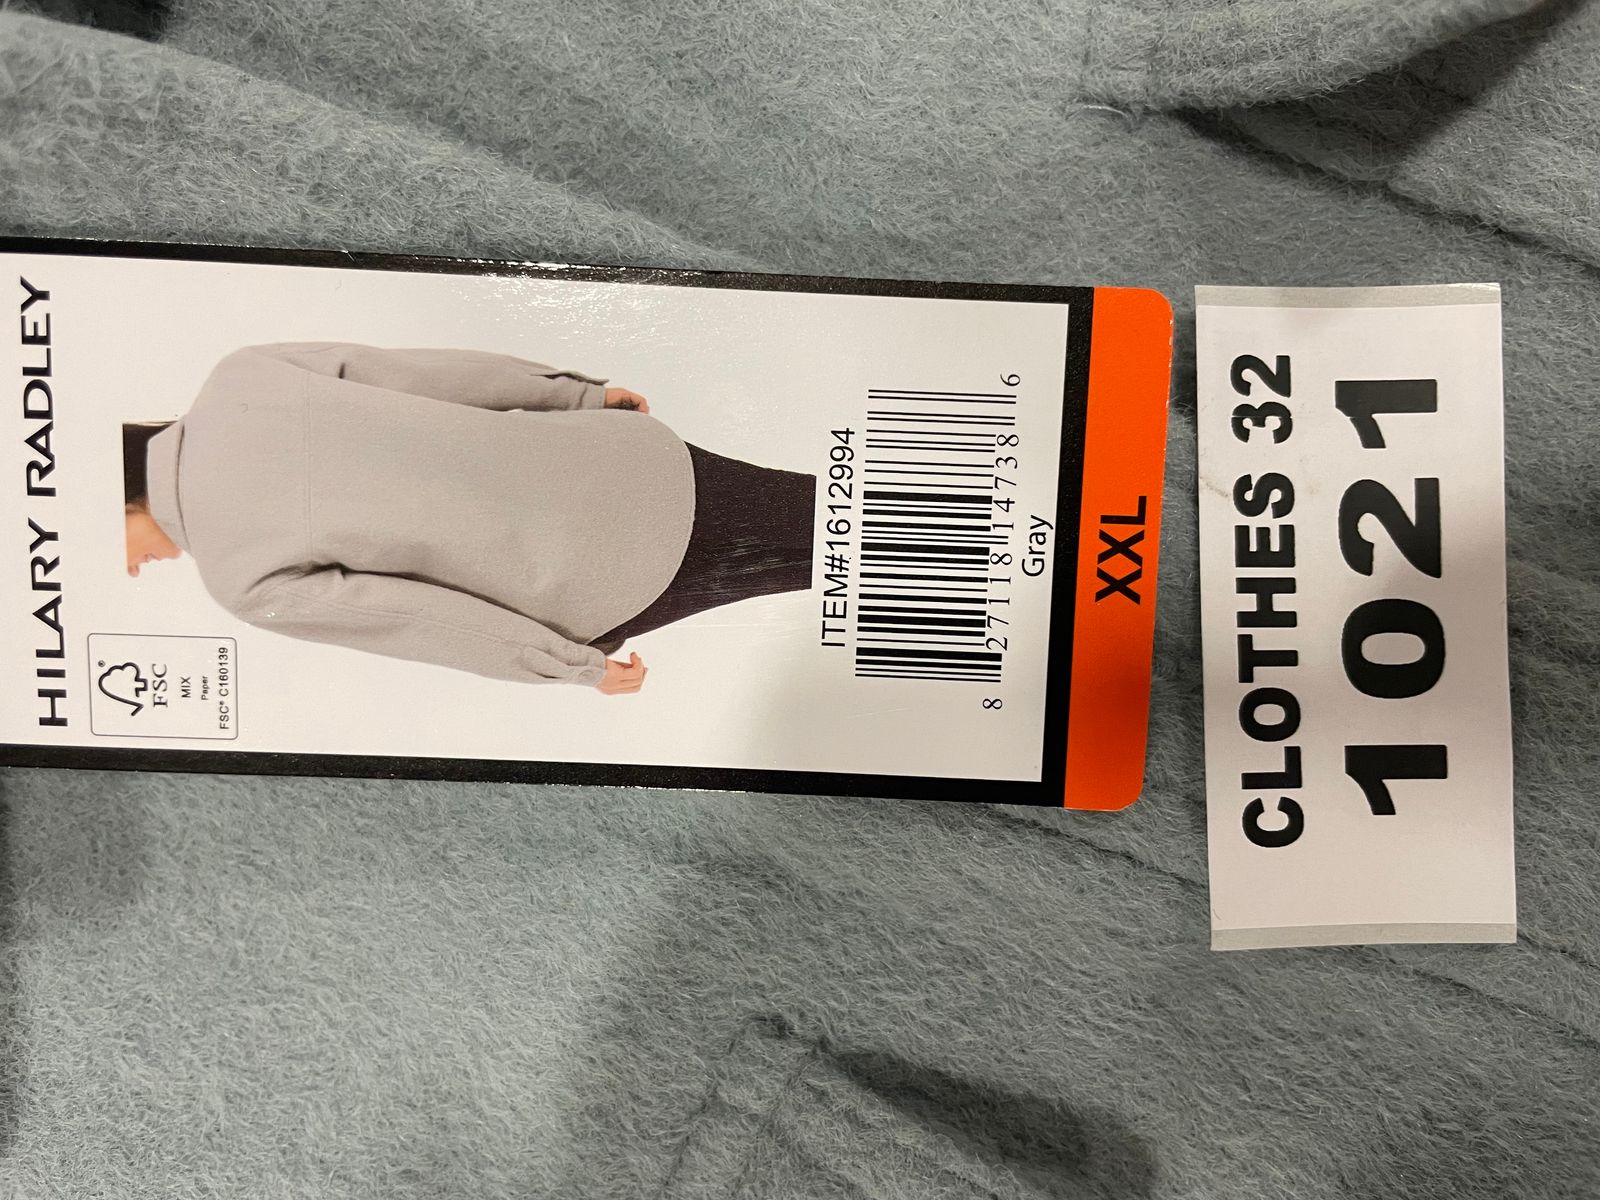 HILARY RADLEY
FSC®
MIX
Paper
FSC® C160139
ITEM#1612994
8 27118 14738 6
Gray
XXL
CLOTHES 32
1021